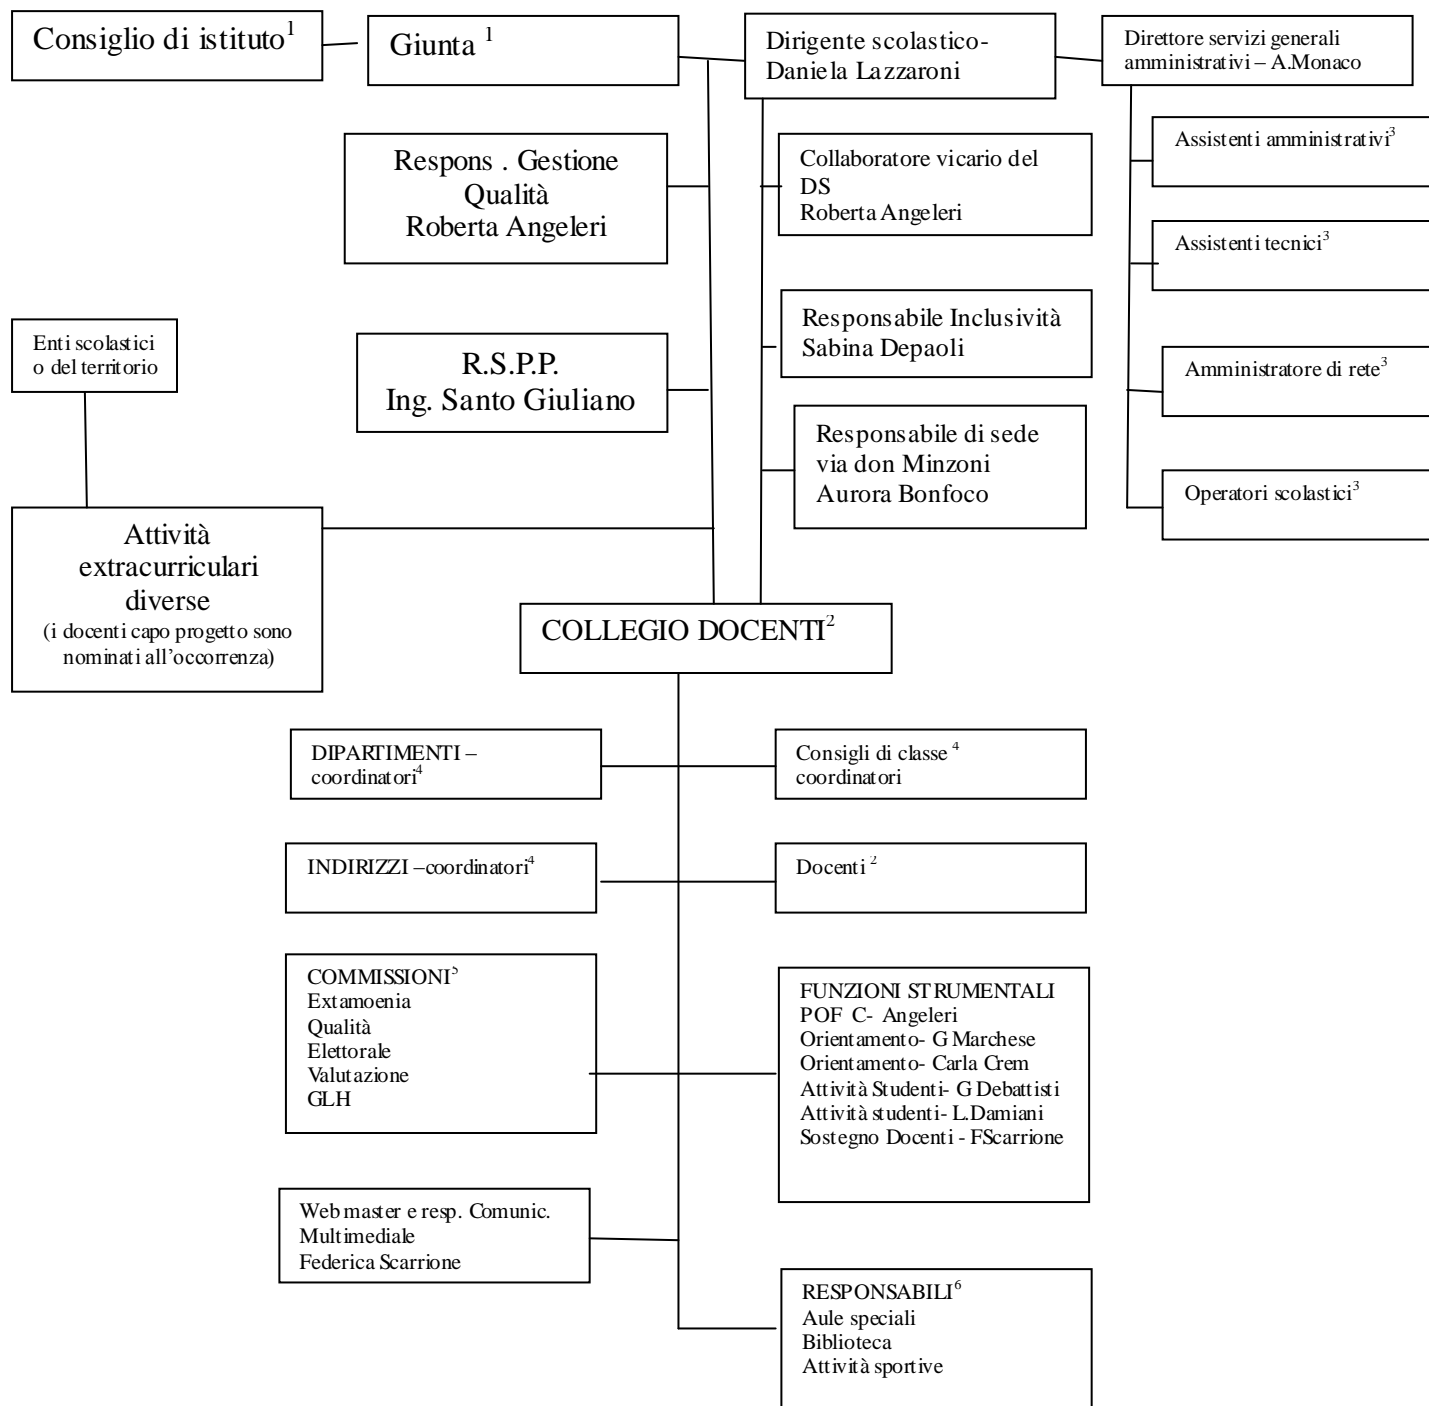 Consiglio di istituto1
Giunta 1
Dirigente scolastico-
Daniela Lazzaroni
Direttore servizi generali
amministrativi – A.Monaco
Respons . Gestione
Qualità
Roberta Angeleri
Collaboratore vicario del
DS
Roberta Angeleri
Assistenti amministrativi3
Assistenti tecnici3
Enti scolastici
o del territorio
R.S.P.P.
Ing. Santo Giuliano
Responsabile Inclusività
Sabina Depaoli
Amministratore di rete3
Responsabile di sede
via don Minzoni
Aurora Bonfoco
Operatori scolastici3
Attività
extracurriculari
diverse
(i docenti capo progetto sono
nominati all’occorrenza)
COLLEGIO DOCENTI2
DIPARTIMENTI –
coordinatori4
Consigli di classe 4
coordinatori
INDIRIZZI –coordinatori4
Docenti 2
COMMISSIONI5
Extamoenia
Qualità
Elettorale
Valutazione
GLH
FUNZIONI STRUMENTALI
POF C- Angeleri
Orientamento- G Marchese
Orientamento- Carla Crem
Attività Studenti- G Debattisti
Attività studenti- L.Damiani
Sostegno Docenti - FScarrione
Web master e resp. Comunic.
Multimediale
Federica Scarrione
RESPONSABILI6
Aule speciali
Biblioteca
Attività sportive